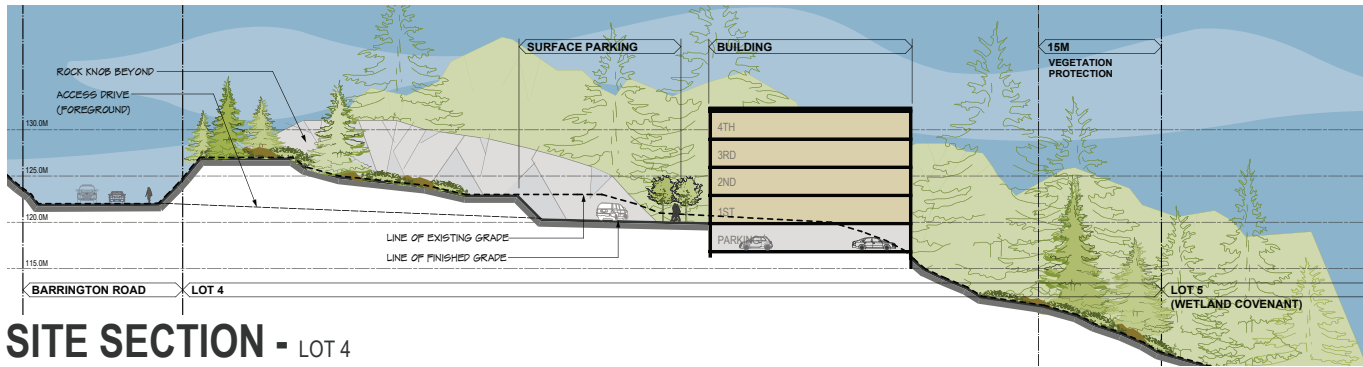 SURFACE PARKING
BUILDING
15M
VEGETATION
PROTECTION
ROCK KNOB BEYOND
ACCESS DRIVE
(FOREGROUND)
130.0M
125.0M
120.0M
115.0M
4TH
3RD
2ND
1ST
PARKING
LINE OF EXISTING GRADE
LINE OF FINISHED GRADE
BARRINGTON ROAD
LOT 4
LOT 5
(WETLAND COVENANT)
SITE SECTION - LOT 4